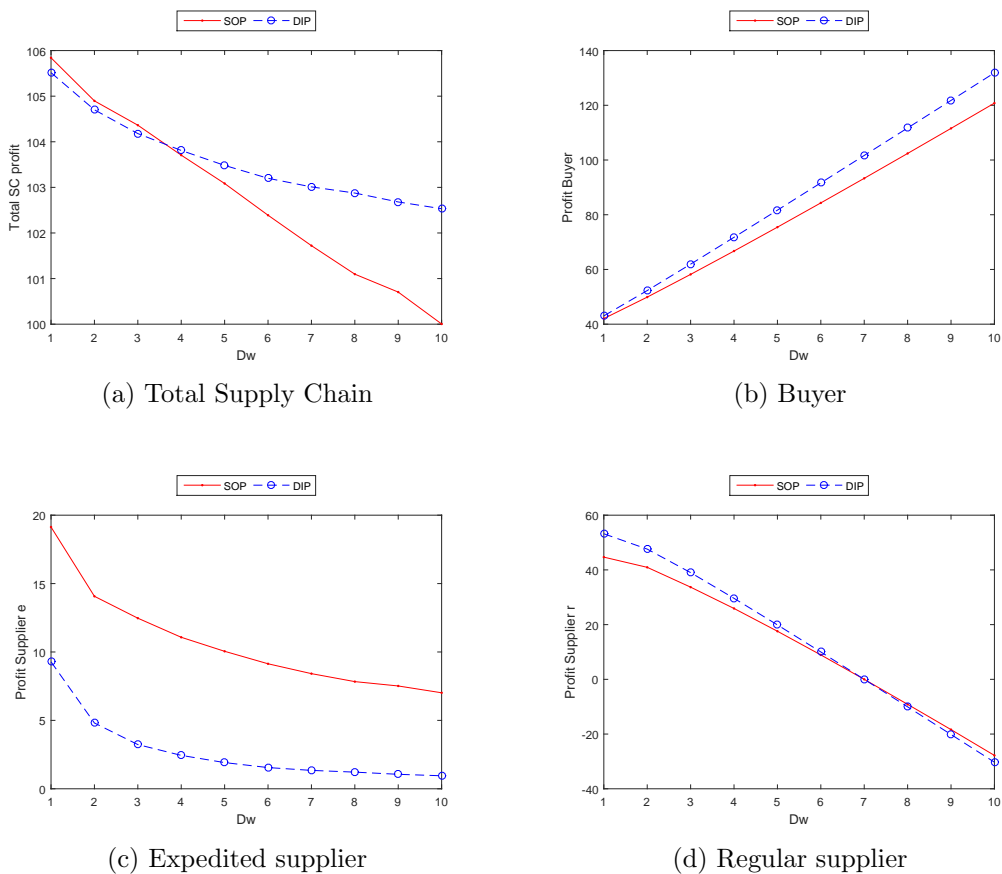 SOP DIP
106
105
104
103
102
101
100
Total SC profit
1 2 3 4 5 6 7 8 9 10
Dw
(a) Total Supply Chain
SOP DIP
140
120
100
80
60
40
Profit Buyer
1 2 3 4 5 6 7 8 9 10
Dw
(b) Buyer
SOP DIP
20
15
10
5
0
Profit Supplier e
1 2 3 4 5 6 7 8 9 10
Dw
(c) Expedited supplier
SOP DIP
60
40
20
0
-20
-40
Profit Supplier r
1 2 3 4 5 6 7 8 9 10
Dw
(d) Regular supplier